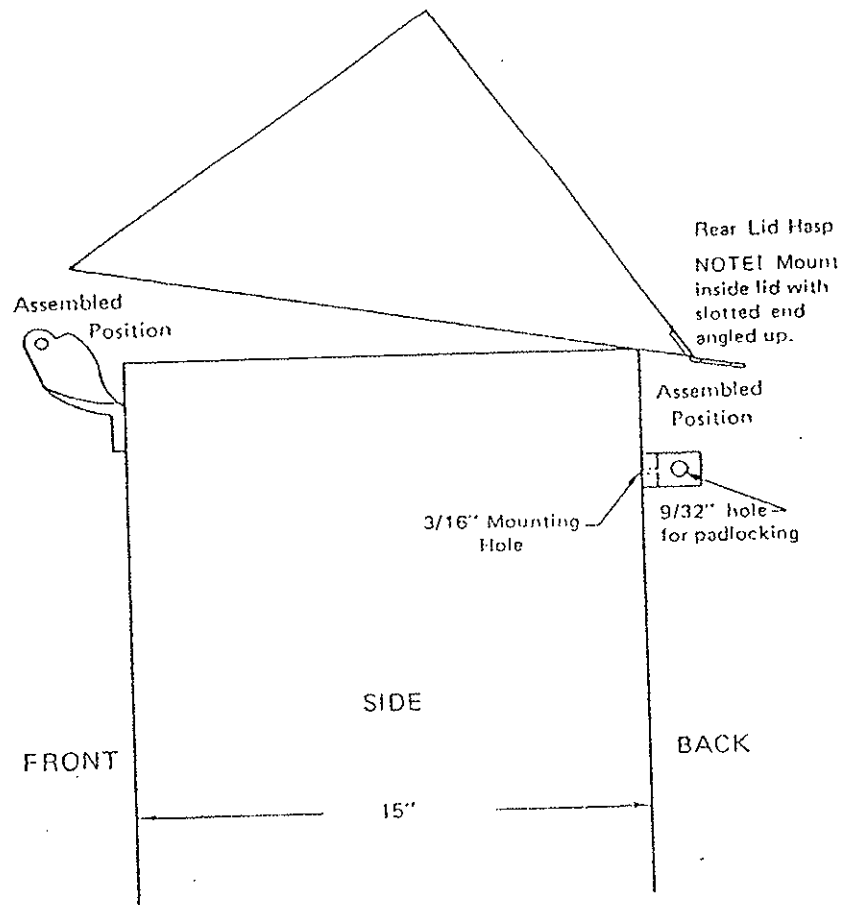 Rear Lid Hasp
NOTE! Mount
inside lid with
slotted end
angled up.
Assembled
Position
Assembled
Position
3/16" Mounting
Hole
9/32" hole
for padlocking
SIDE
FRONT
BACK
15"